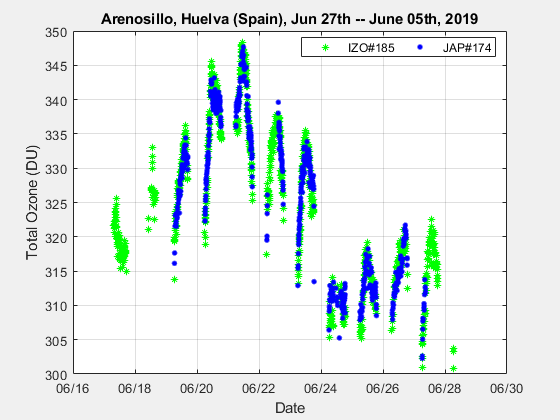 Arenosillo, Huelva (Spain), Jun 27th -- June 05th, 2019
IZO#185 JAP#174
Total Ozone (DU)
350
345
340
335
330
325
320
315
310
305
300
06/16 06/18 06/20 06/22 06/24 06/26 06/28 06/30
Date